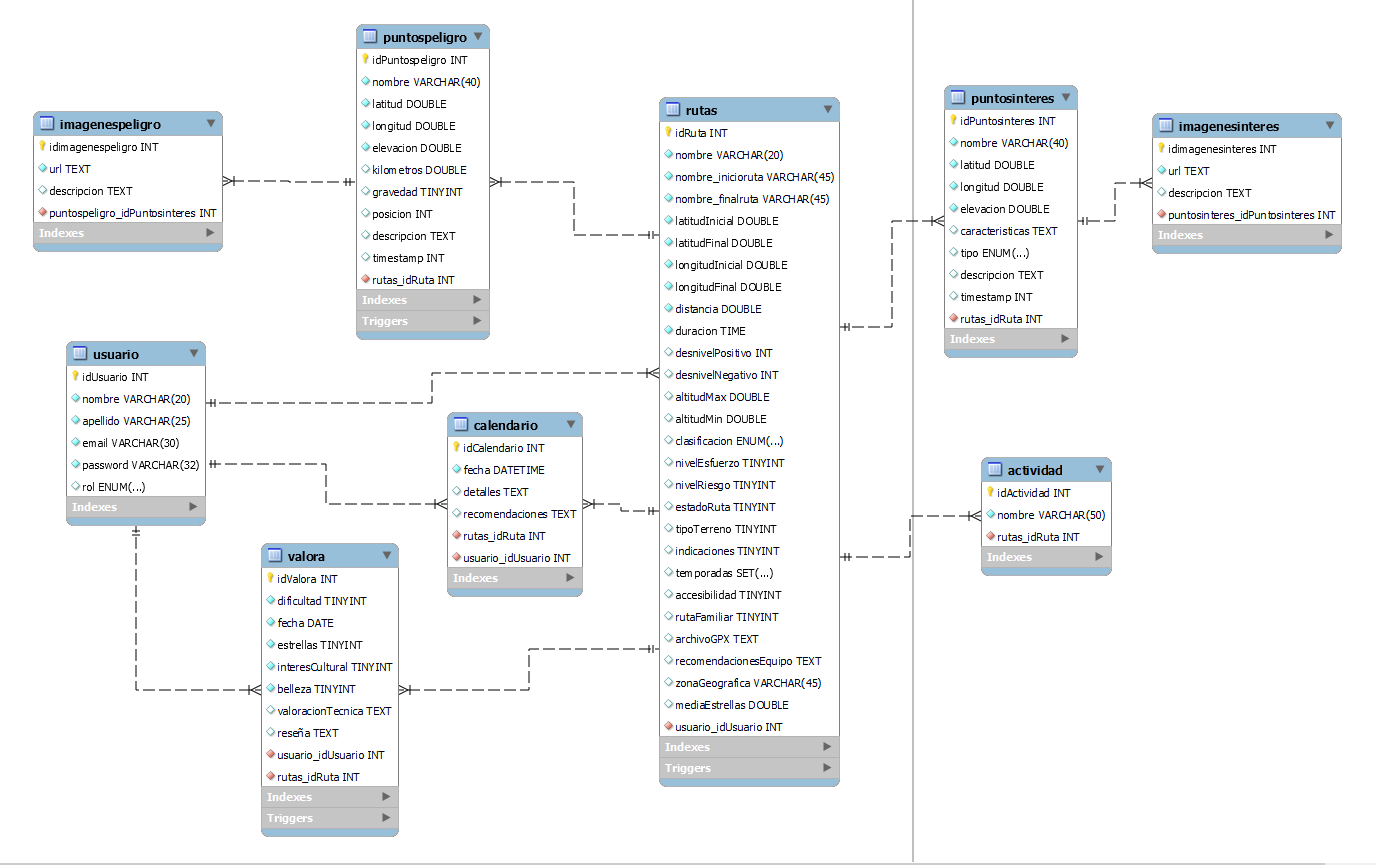 puntospeligro
idPuntospeligro INT
nombre VARCHAR(40)
latitud DOUBLE
longitud DOUBLE
elevacion DOUBLE
kilometros DOUBLE
gravedad TINYINT
posicion INT
descripcion TEXT
timestamp INT
rutas_idRuta INT
Indexes
Triggers
imagenespeligro
idimagenespeligro INT
url TEXT
descripcion TEXT
puntospeligro_idPuntosinteres INT
Indexes
rutas
idRuta INT
nombre VARCHAR(20)
nombre_inicioruta VARCHAR(45)
nombre_finalruta VARCHAR(45)
latitudInicial DOUBLE
latitudFinal DOUBLE
longitudInicial DOUBLE
longitudFinal DOUBLE
distancia DOUBLE
duracion TIME
desnivelPositivo INT
desnivelNegativo INT
altitudMax DOUBLE
altitudMin DOUBLE
clasificacion ENUM(...)
nivelEsfuerzo TINYINT
nivelRiesgo TINYINT
estadoRuta TINYINT
tipoTerreno TINYINT
indicaciones TINYINT
temporadas SET(...)
accesibilidad TINYINT
rutaFamiliar TINYINT
archivoGPX TEXT
recomendacionesEquipo TEXT
zonaGeografica VARCHAR(45)
mediaEstrellas DOUBLE
usuario_idUsuario INT
Indexes
Triggers
puntosinteres
idPuntosinteres INT
nombre VARCHAR(40)
latitud DOUBLE
longitud DOUBLE
elevacion DOUBLE
caracteristicas TEXT
tipo ENUM(...)
descripcion TEXT
timestamp INT
rutas_idRuta INT
Indexes
imagenesinteres
idimagenesinteres INT
url TEXT
descripcion TEXT
puntosinteres_idPuntosinteres INT
Indexes
usuario
idUsuario INT
nombre VARCHAR(20)
apellido VARCHAR(25)
email VARCHAR(30)
password VARCHAR(32)
rol ENUM(...)
Indexes
calendario
idCalendario INT
fecha DATETIME
detalles TEXT
recomendaciones TEXT
rutas_idRuta INT
usuario_idUsuario INT
Indexes
actividad
idActividad INT
nombre VARCHAR(50)
rutas_idRuta INT
Indexes
valora
idValora INT
dificultad TINYINT
fecha DATE
estrellas TINYINT
interesCultural TINYINT
belleza TINYINT
valoracionTecnica TEXT
reseña TEXT
usuario_idUsuario INT
rutas_idRuta INT
Indexes
Triggers